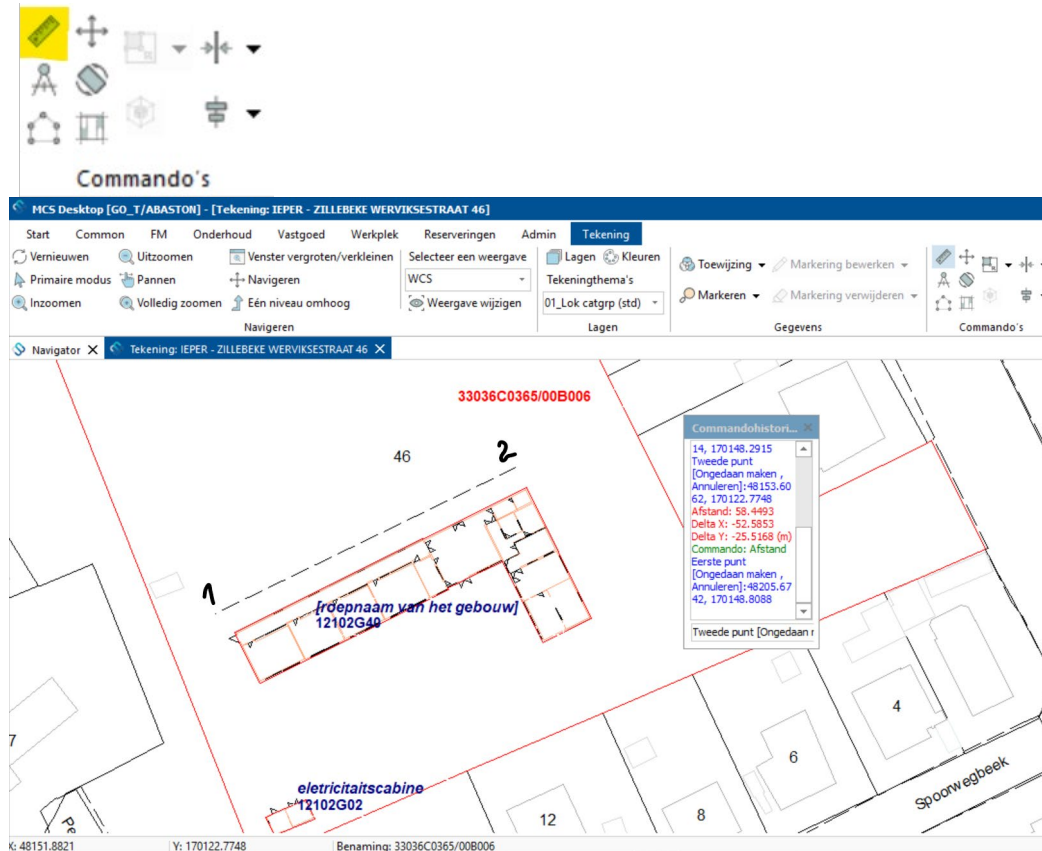 Commando's
MCS Desktop [GO_T/ABASTON] - [Tekening: IEPER - ZILLEBEKE WERVIKSESTRAAT 46]
Start Common FM Onderhoud Vastgoed Werkplek Reserveringen Admin Tekening
Vernieuwen Uitzoomen Venster vergroten/verkleinen Selecteer een weergave Lagen Kleuren Toewijzing Markering bewerken
Primaire modus Pannen Navigeren WCS Tekeningthema's
Inzoomen Volledig zoomen Eén niveau omhoog Weergave wijzigen 01_Lok catgrp (std) Markeren Markering verwijderen
Navigeren Lagen Gegevens Commando's
Navigator X Tekening: IEPER - ZILLEBEKE WERVIKSESTRAAT 46 X
33036C0365/00B006
Commandohistori...
14, 170148.2915
Tweede punt
[Ongedaan maken ,
Annuleren]:48153.60
62, 170122.7748
Afstand: 58.4493
Delta X: -52.5853
Delta Y: -25.5168 (m)
Commando: Afstand
Eerste punt
[Ongedaan maken ,
Annuleren]:48205.67
42, 170148.8088
Tweede punt [Ongedaan
46
2
1
[roepnaam van het gebouw]
12102G40
7
4
6
Spoorwegbeek
eletricitaitscabine
12102G02
12
8
Pe
X: 48151.8821 Y: 170122.7748 Benaming: 33036C0365/00B006